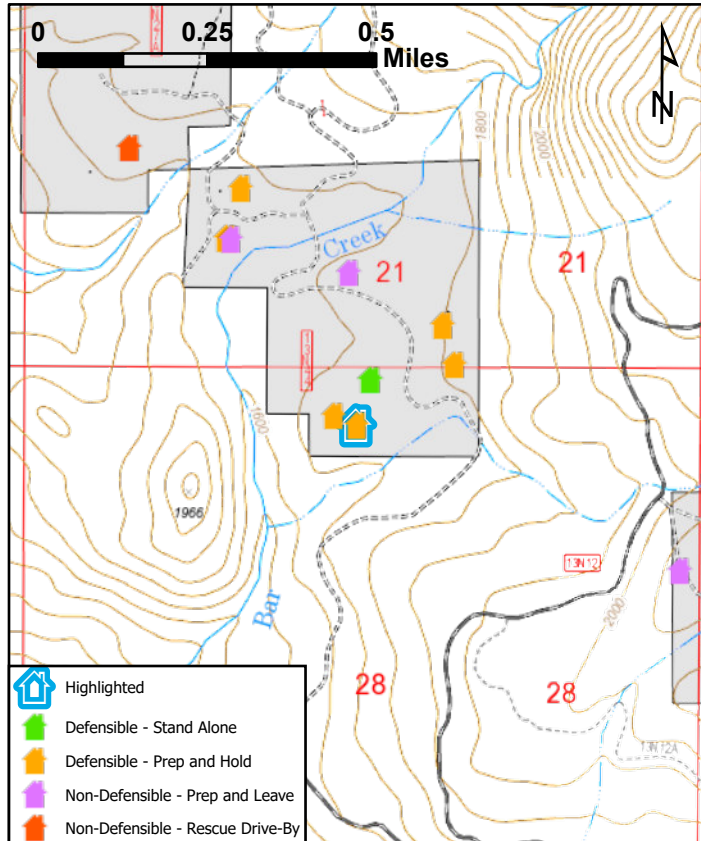 0 0.25 0.5
Miles
N
1800
2000
Creek
21
21
1600
1966
13N12
Bar
2000
28
28
13N12A
Highlighted
Defensible - Stand Alone
Defensible - Prep and Hold
Non-Defensible - Prep and Leave
Non-Defensible - Rescue Drive-By